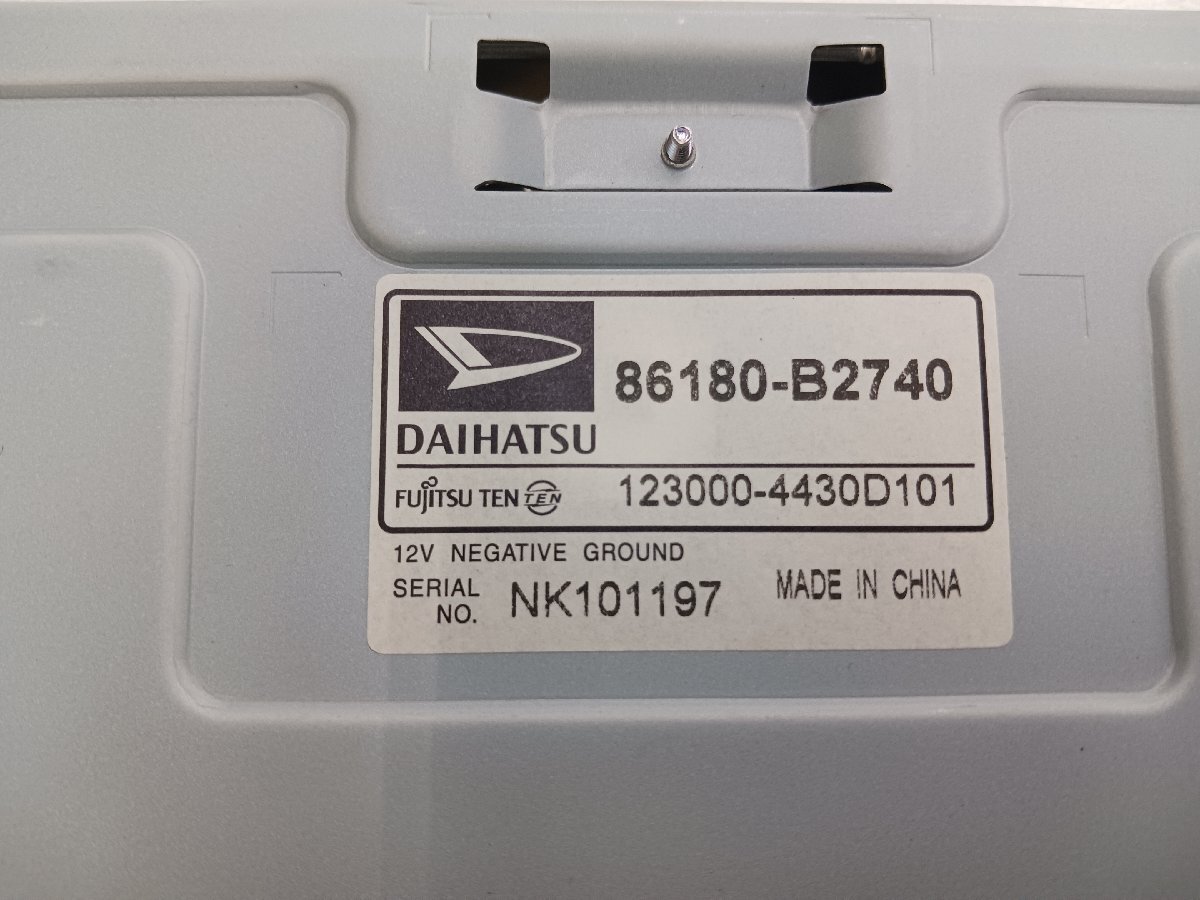 86180-B2740
DAIHATSU
FUJITSU TEN TEN 123000-4430D101
12V NEGATIVE GROUND
SERIAL NO. NK101197 MADE IN CHINA